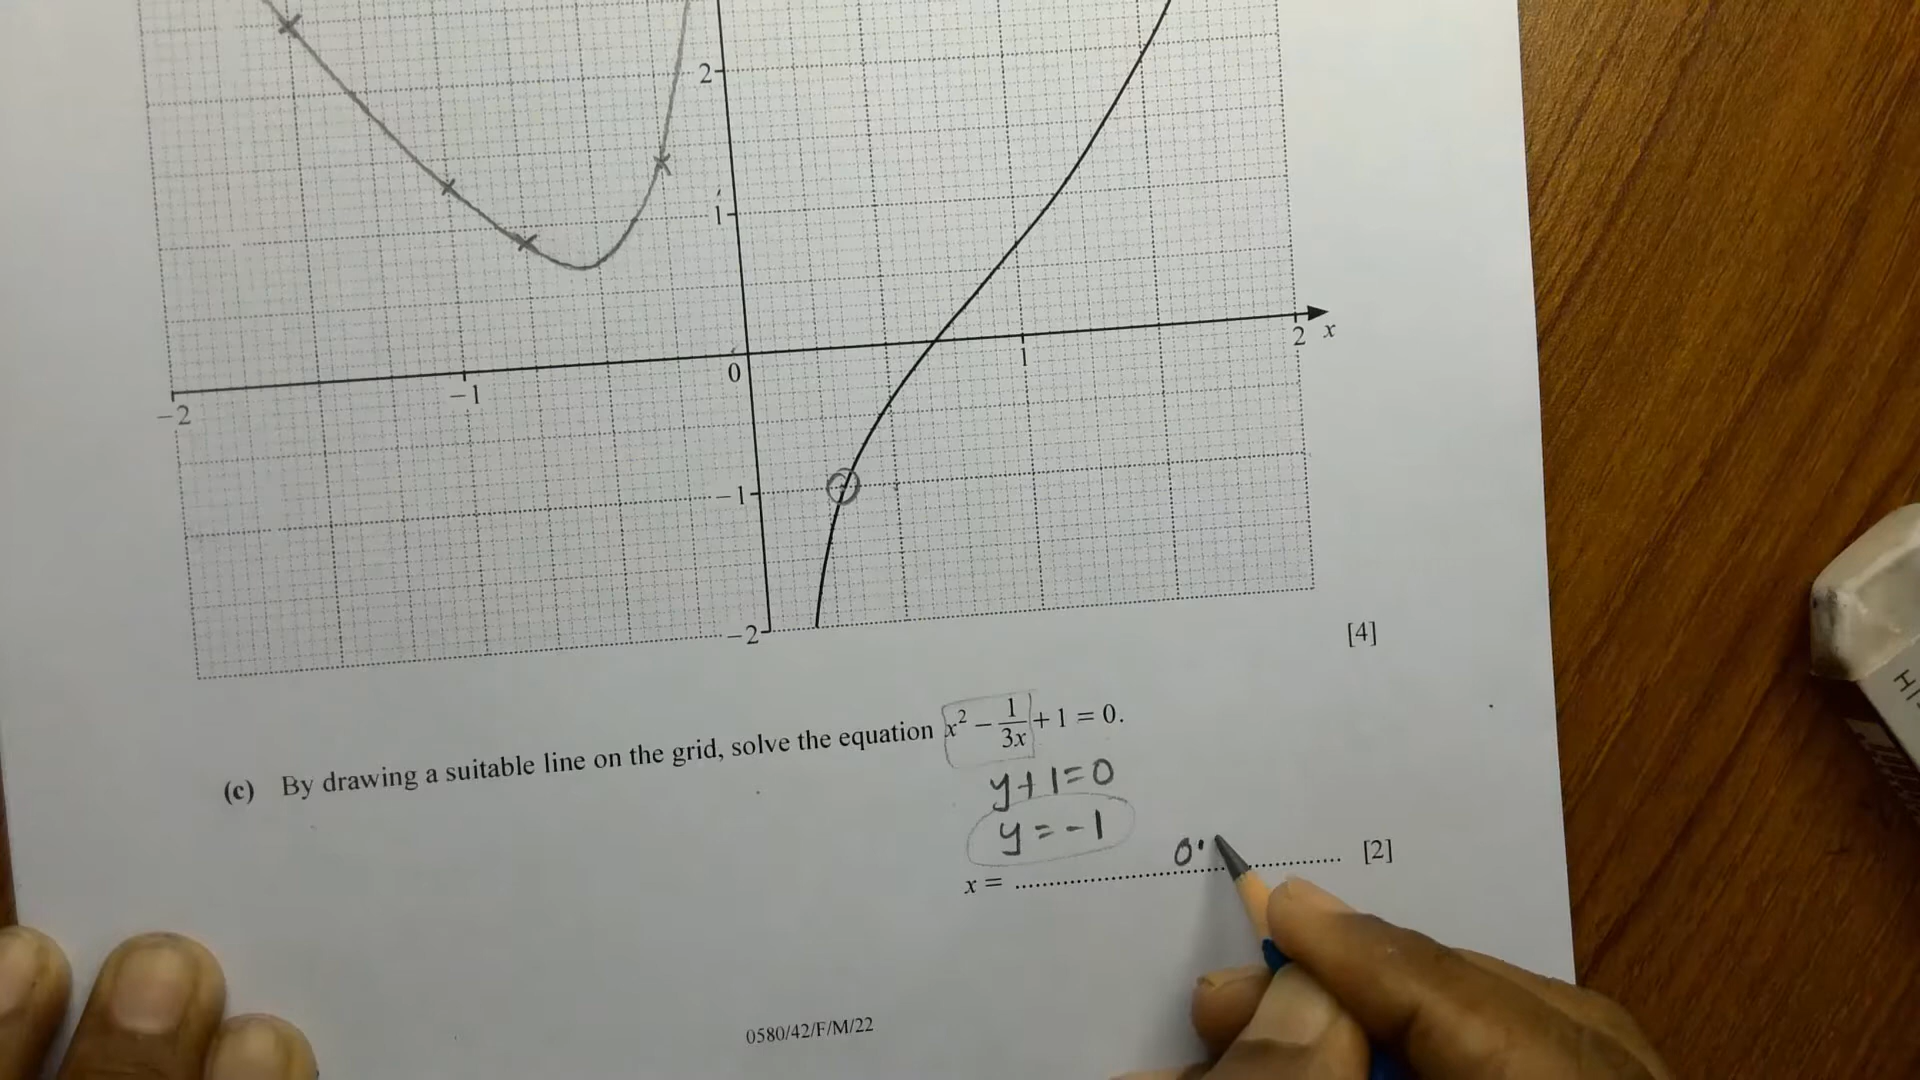 2
1
2 x
1
0
-1
-2
-1
-2
[4]
(c) By drawing a suitable line on the grid, solve the equation x² - 1/3x + 1 = 0.
y+1=0
y=-1
0.
x = .......................................... [2]
0580/42/F/M/22